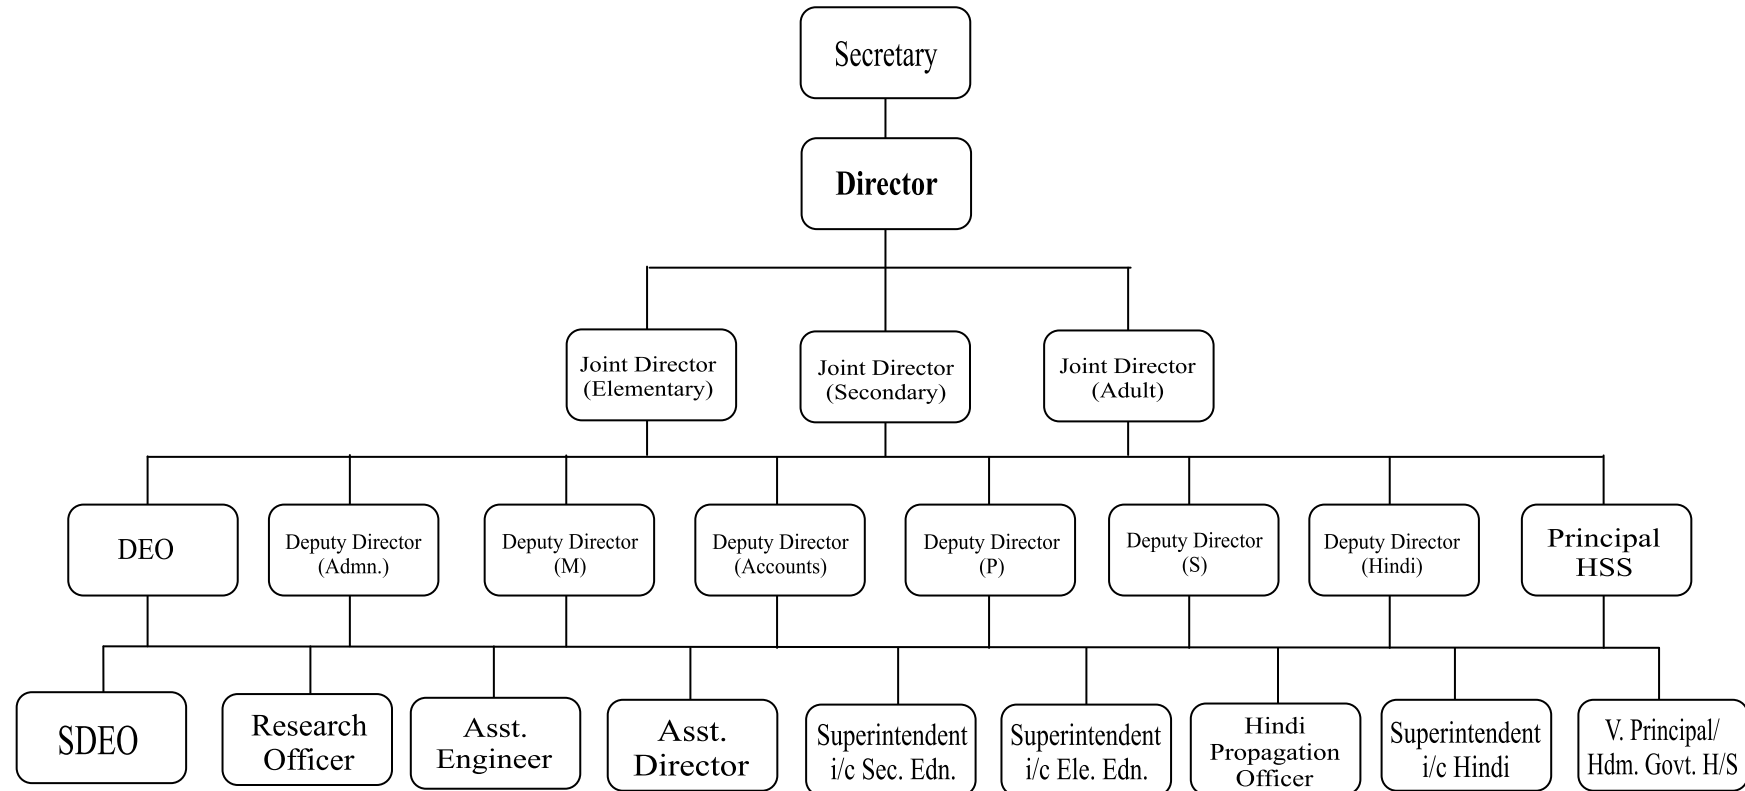 Secretary
Director
Joint Director
(Elementary)
Joint Director
(Secondary)
Joint Director
(Adult)
DEO
Deputy Director
(Admn.)
Deputy Director
(M)
Deputy Director
(Accounts)
Deputy Director
(P)
Deputy Director
(S)
Deputy Director
(Hindi)
Principal
HSS
SDEO
Research
Officer
Asst.
Engineer
Asst.
Director
Superintendent
i/c Sec. Edn.
Superintendent
i/c Ele. Edn.
Hindi
Propagation
Officer
Superintendent
i/c Hindi
V. Principal/
Hdm. Govt. H/S